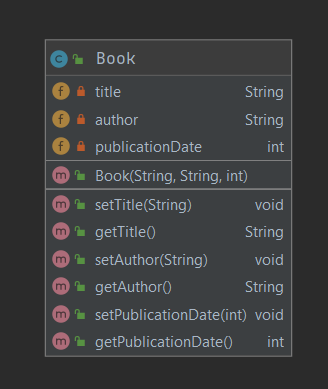 C Book
f title String
f author String
f publicationDate int
m Book(String, String, int)
m setTitle(String) void
m getTitle() String
m setAuthor(String) void
m getAuthor() String
m setPublicationDate(int) void
m getPublicationDate() int